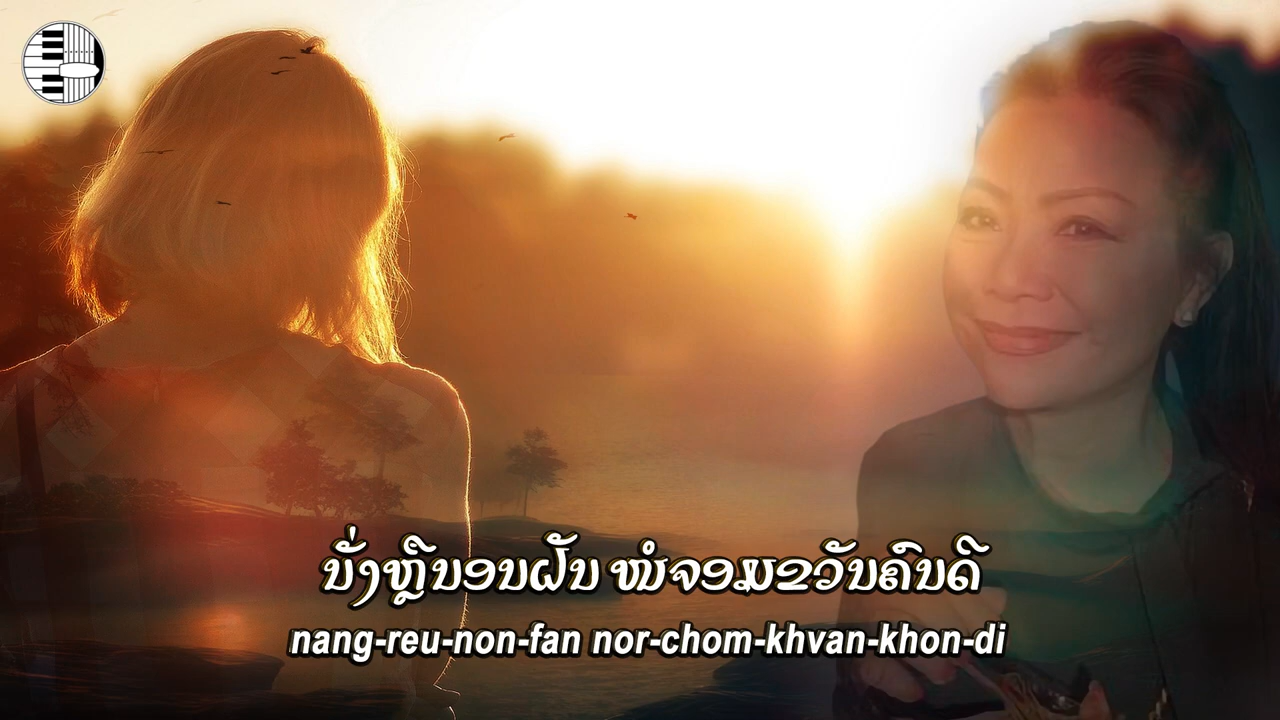 ນັ່ງຫຼືນອນຝັນ ໜໍຈອມຂວັນຄົນດີ
nang-reu-non-fan nor-chom-khvan-khon-di